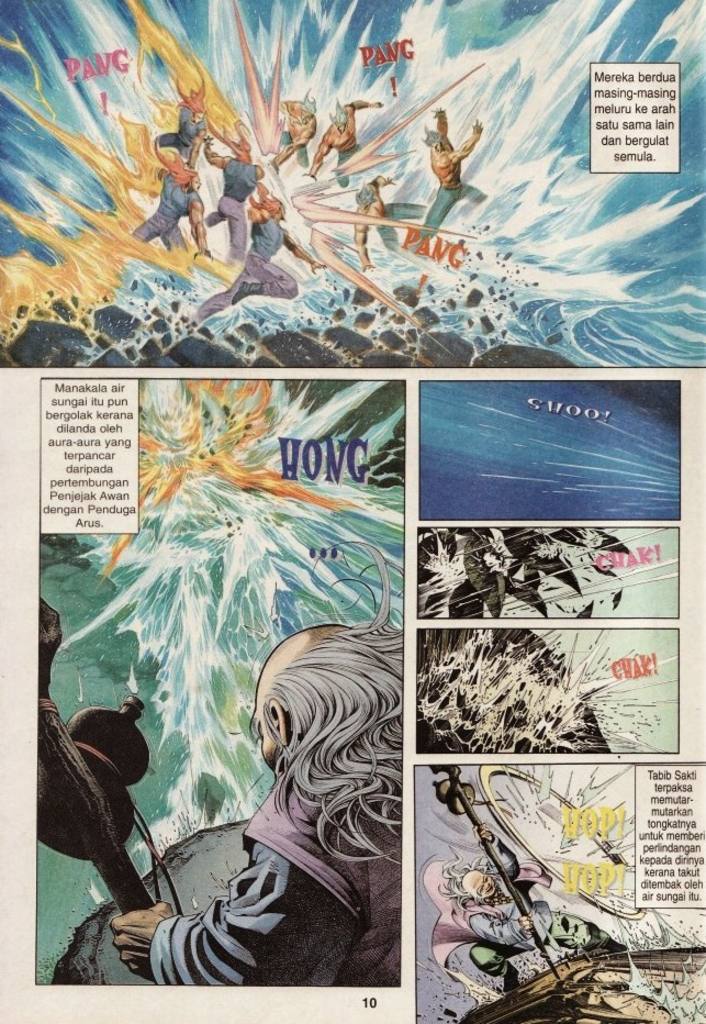 PANG
!
PANG
!
Mereka berdua
masing-masing
meluru ke arah
satu sama lain
dan bergulat
semula.
PANG
!
Manakala air
sungai itu pun
bergolak kerana
dilanda oleh
aura-aura yang
terpancar
daripada
pertembungan
Penjejak Awan
dengan Penduga
Arus.
HONG
...
SHOO!
CHAK!
CHAK!
HOP!
HOP!
Tabib Sakti
terpaksa
memutar-
mutarkan
tongkatnya
untuk memberi
perlindungan
kepada dirinya
kerana takut
ditembak oleh
air sungai itu.
10